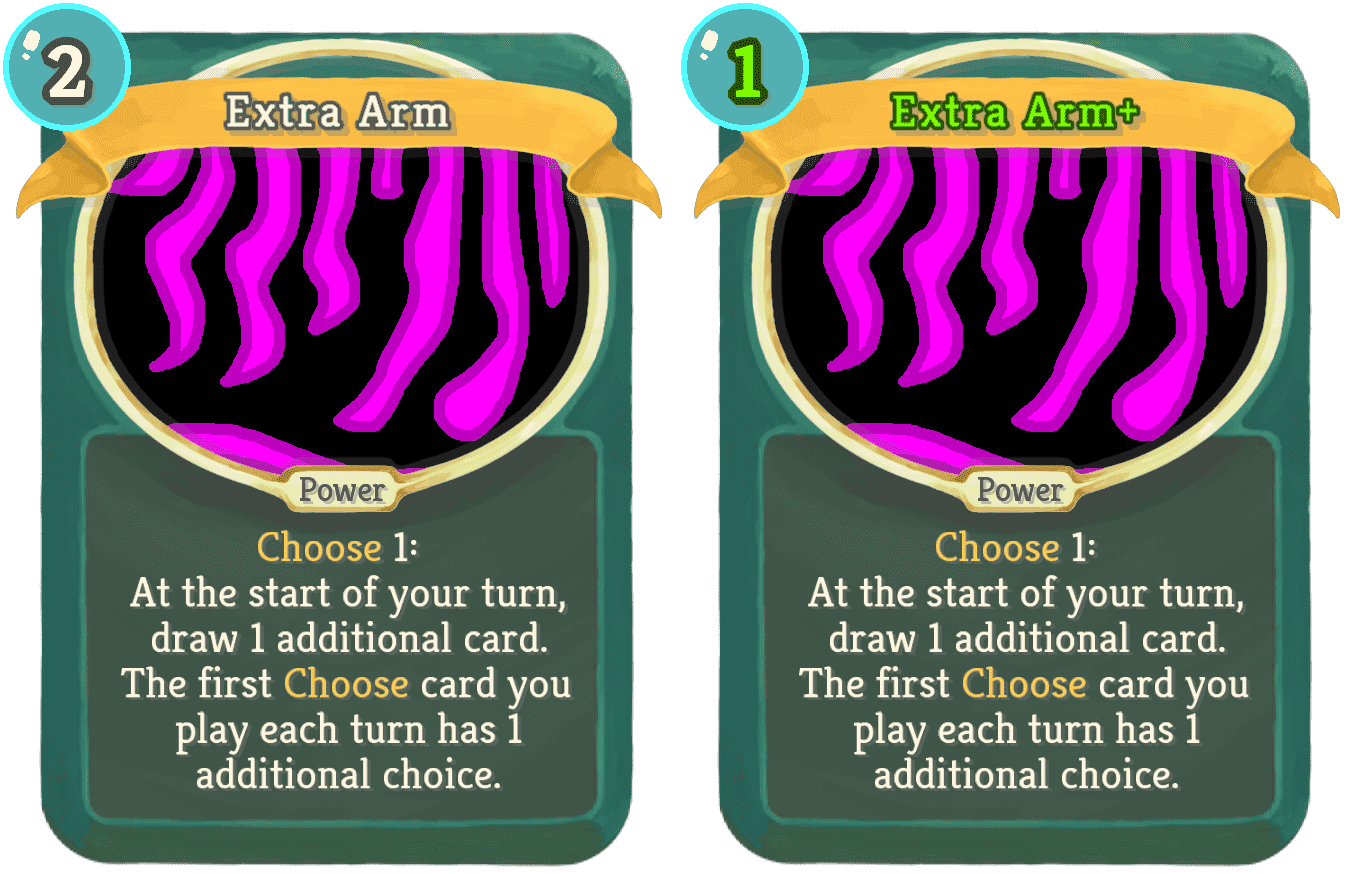 2
Extra Arm
Power
Choose 1:
At the start of your turn,
draw 1 additional card.
The first Choose card you
play each turn has 1
additional choice.
1
Extra Arm+
Power
Choose 1:
At the start of your turn,
draw 1 additional card.
The first Choose card you
play each turn has 1
additional choice.